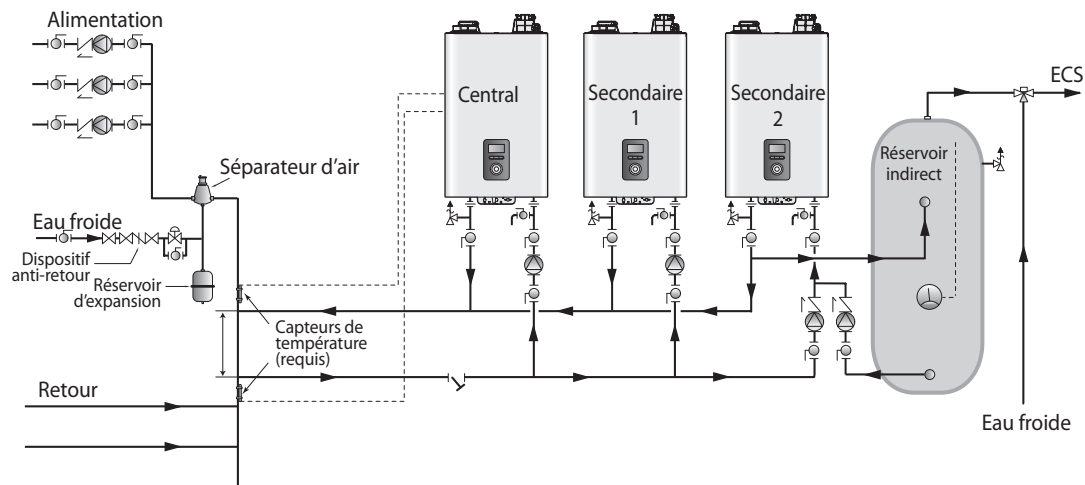 Alimentation
Central
Secondaire
1
Secondaire
2
ECS
Réservoir
indirect
Séparateur d’air
Eau froide
Dispositif
anti-retour
Réservoir
d’expansion
Capteurs de
température
(requis)
Retour
Eau froide